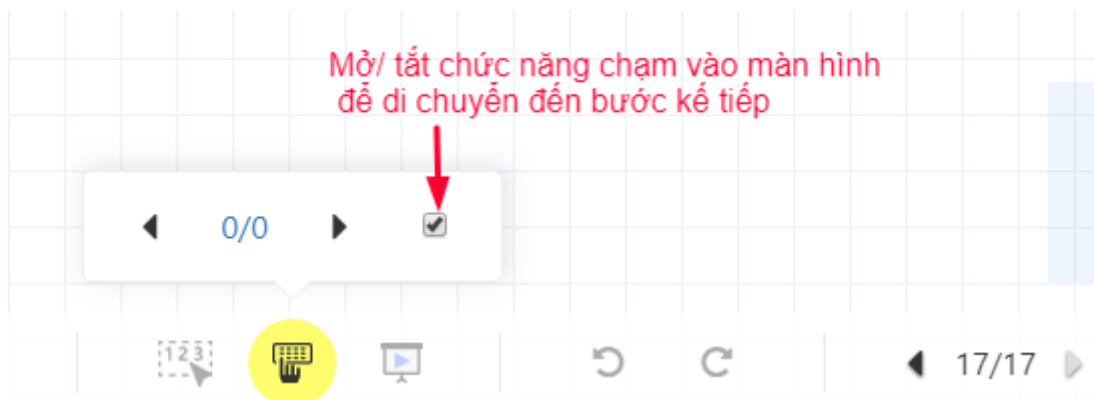 Mở/ tắt chức năng chạm vào màn hình
để di chuyển đến bước kế tiếp
0/0
123
17/17